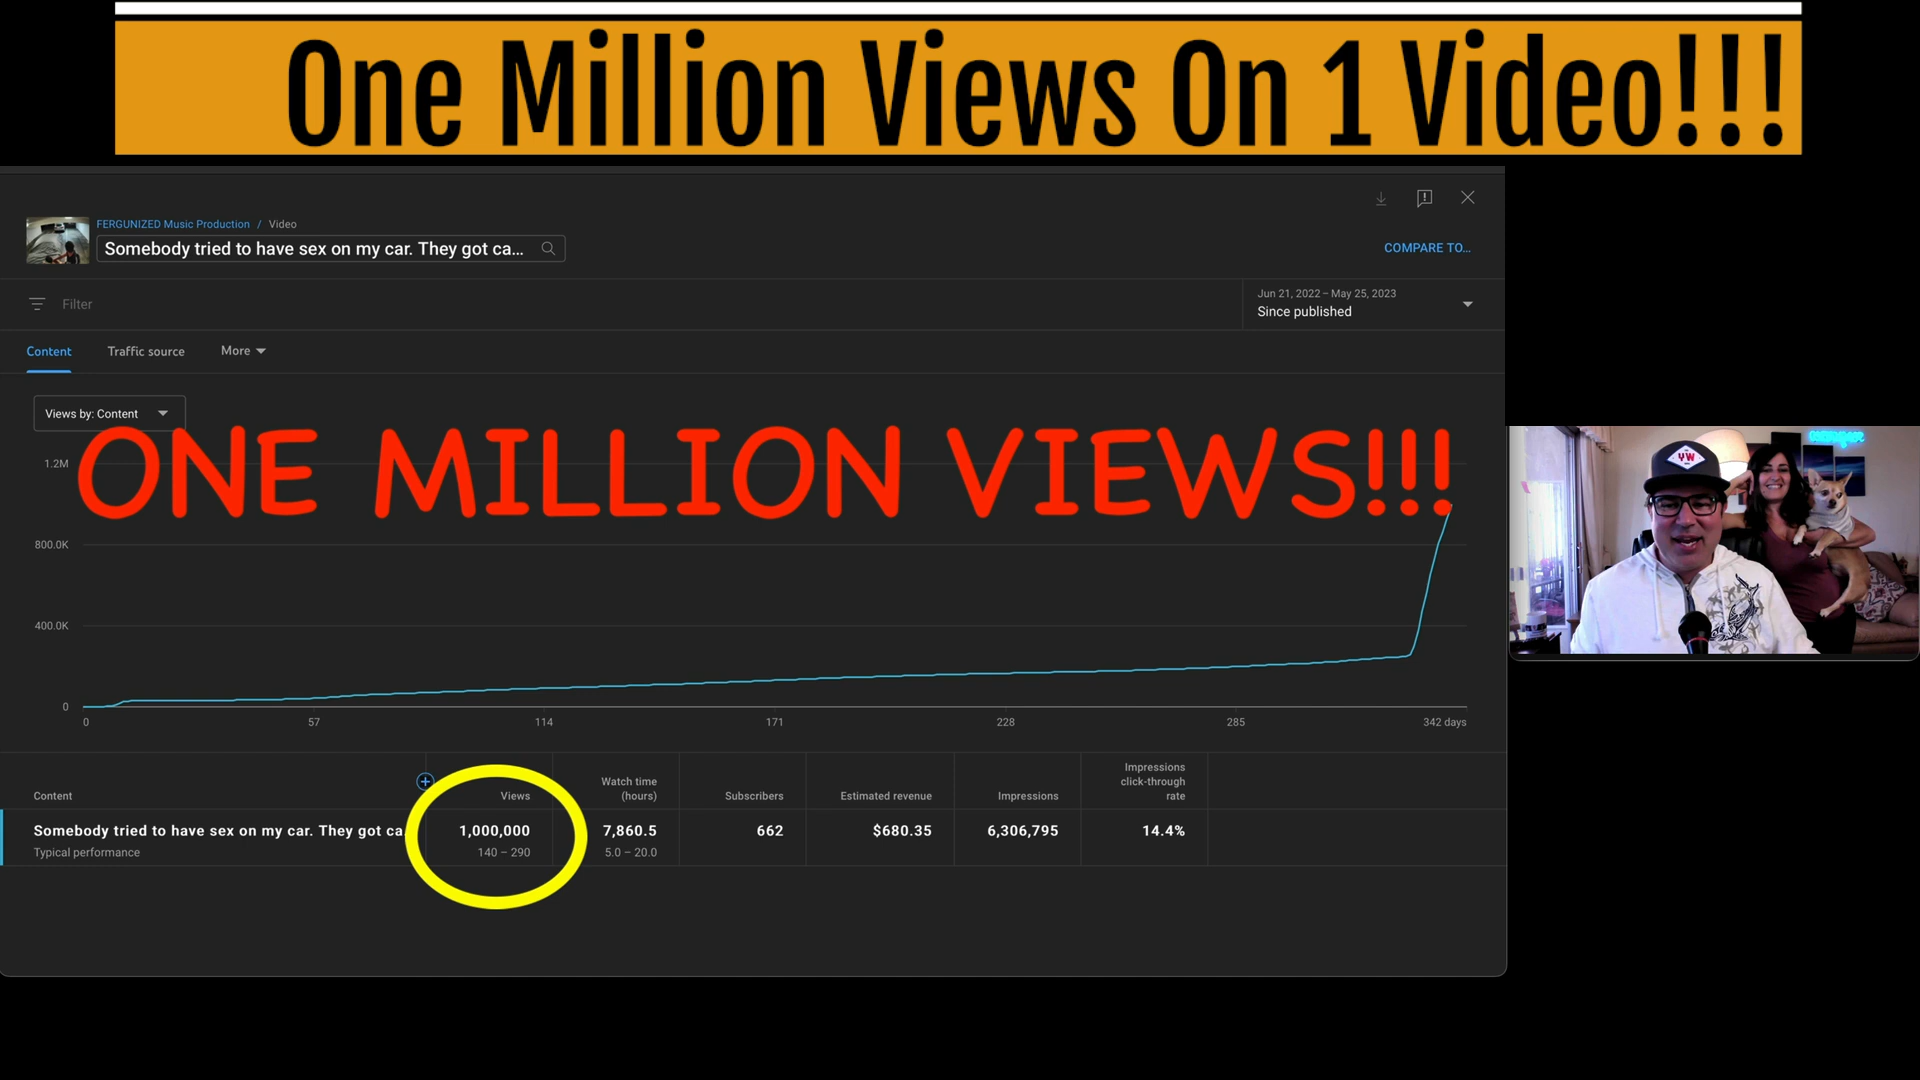 One Million Views On 1 Video!!!
FERGUNIZED Music Production / Video
Somebody tried to have sex on my car. They got ca...
COMPARE TO...
Filter
Jun 21, 2022 – May 25, 2023
Since published
Content Traffic source More
Views by: Content
ONE MILLION VIEWS!!!
1.2M
800.0K
400.0K
0
0 57 114 171 228 285 342 days
Content Views Watch time (hours) Subscribers Estimated revenue Impressions Impressions click-through rate
Somebody tried to have sex on my car. They got ca 1,000,000 7,860.5 662 $680.35 6,306,795 14.4%
Typical performance 140 – 290 5.0 – 20.0
YW